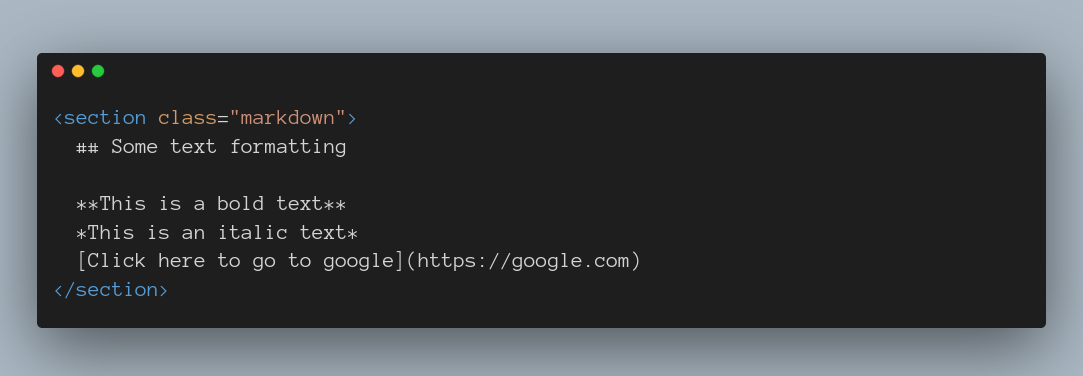 <section class="markdown">
## Some text formatting
**This is a bold text**
*This is an italic text*
[Click here to go to google](https://google.com)
</section>